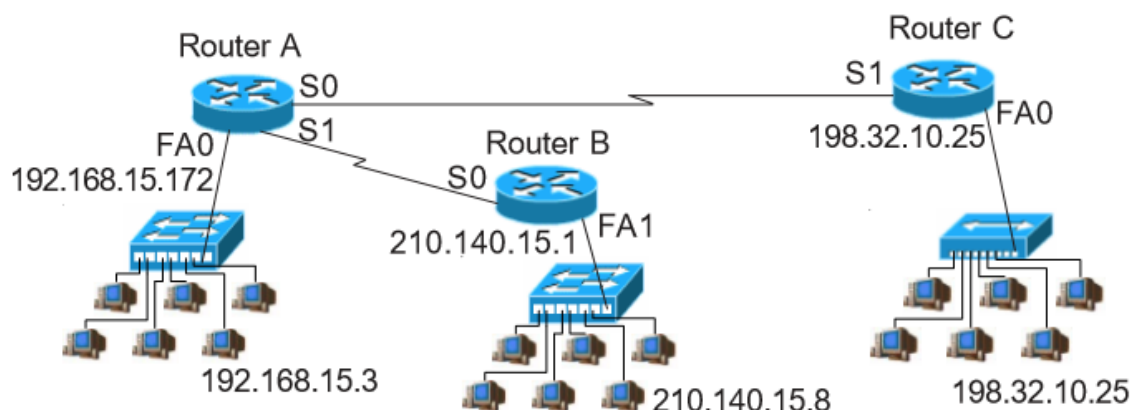 Router A
Router C
S0
S1
FA0
S1
FA0
192.168.15.172
198.32.10.25
Router B
S0
FA1
210.140.15.1
192.168.15.3
210.140.15.8
198.32.10.25